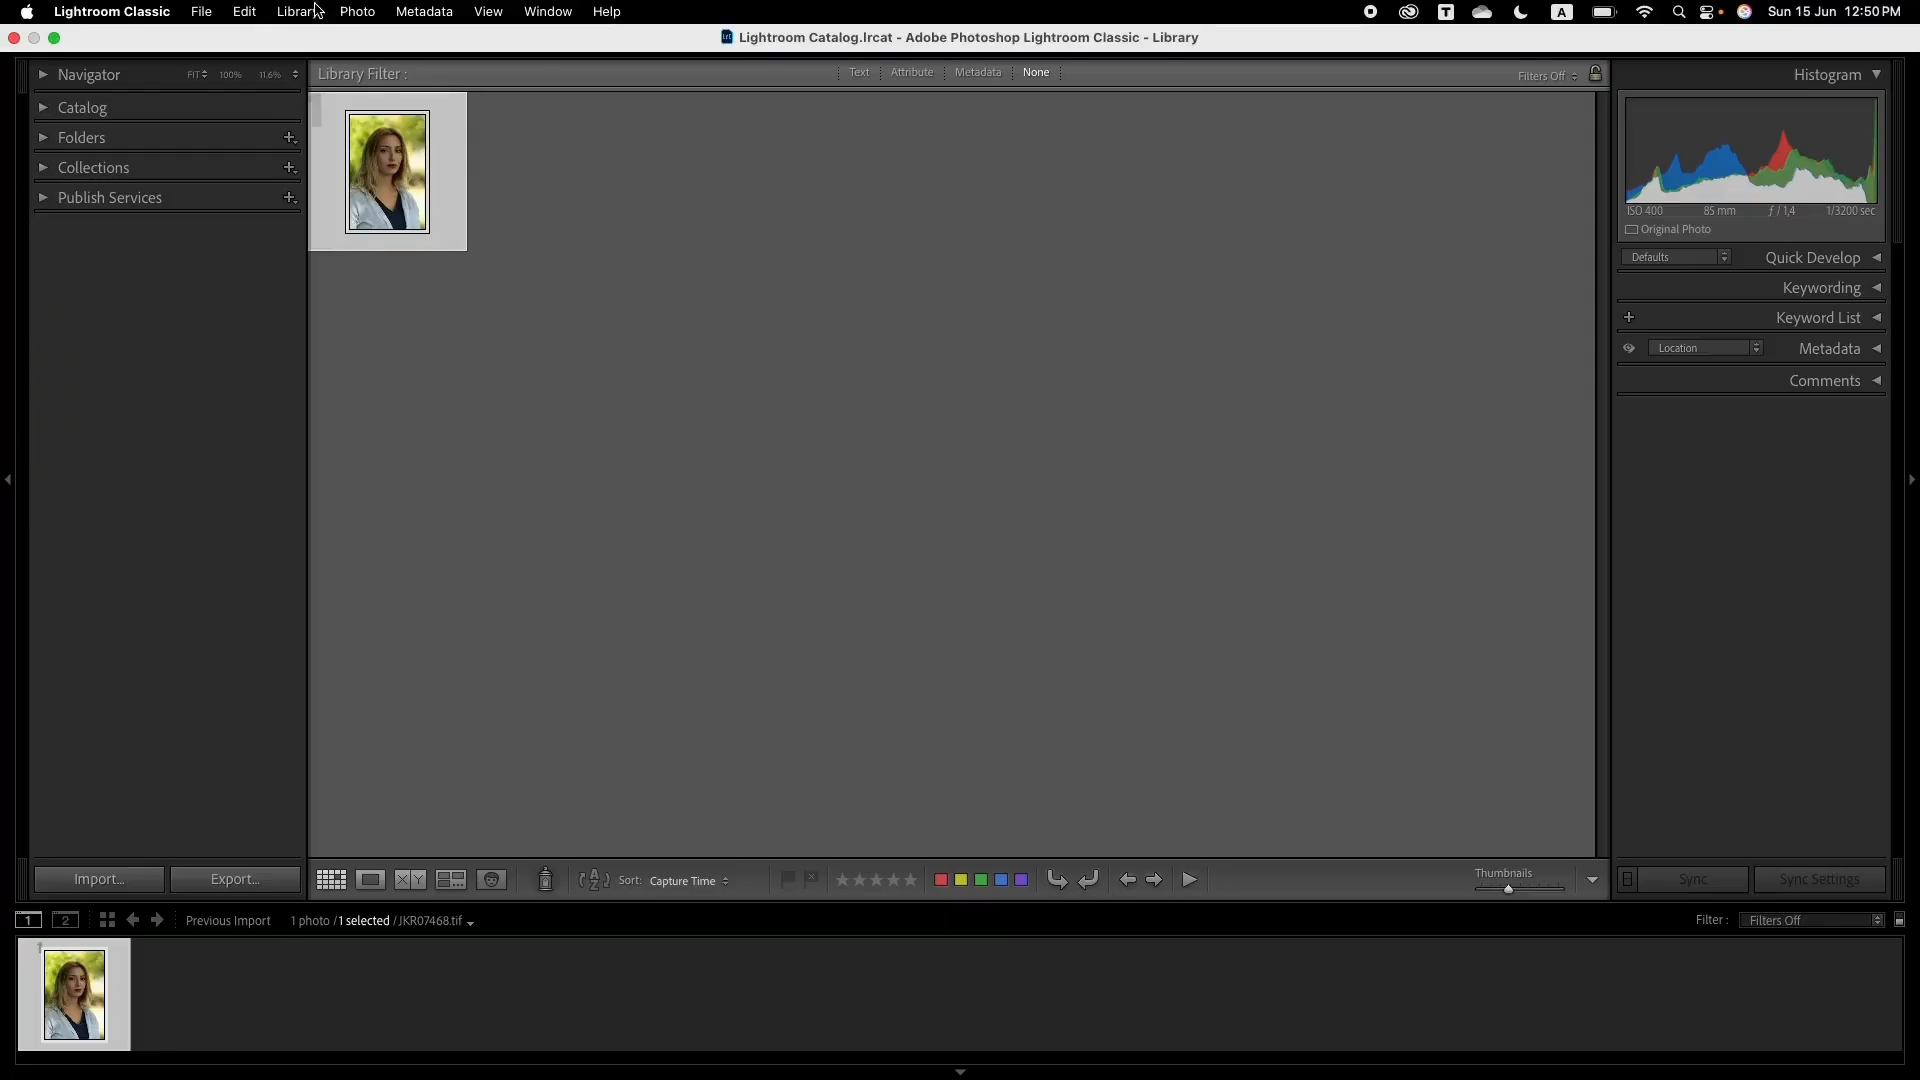 Lightroom Classic File Edit Library Photo Metadata View Window Help T A Sun 15 Jun 12:50 PM
Lightroom Catalog.lrcat - Adobe Photoshop Lightroom Classic - Library
Navigator FIT 100% 11.6%
Library Filter : Text Attribute Metadata None Filters Off
Histogram
Catalog
Folders
Collections
Publish Services
ISO 400 85 mm ƒ / 1,4 1/3200 sec
Original Photo
Defaults Quick Develop
Keywording
Keyword List
Location Metadata
Comments
Import... Export... X Y Sort: Capture Time Thumbnails Sync Sync Settings
1 2 Previous Import 1 photo / 1 selected / JKR07468.tif Filter : Filters Off
1